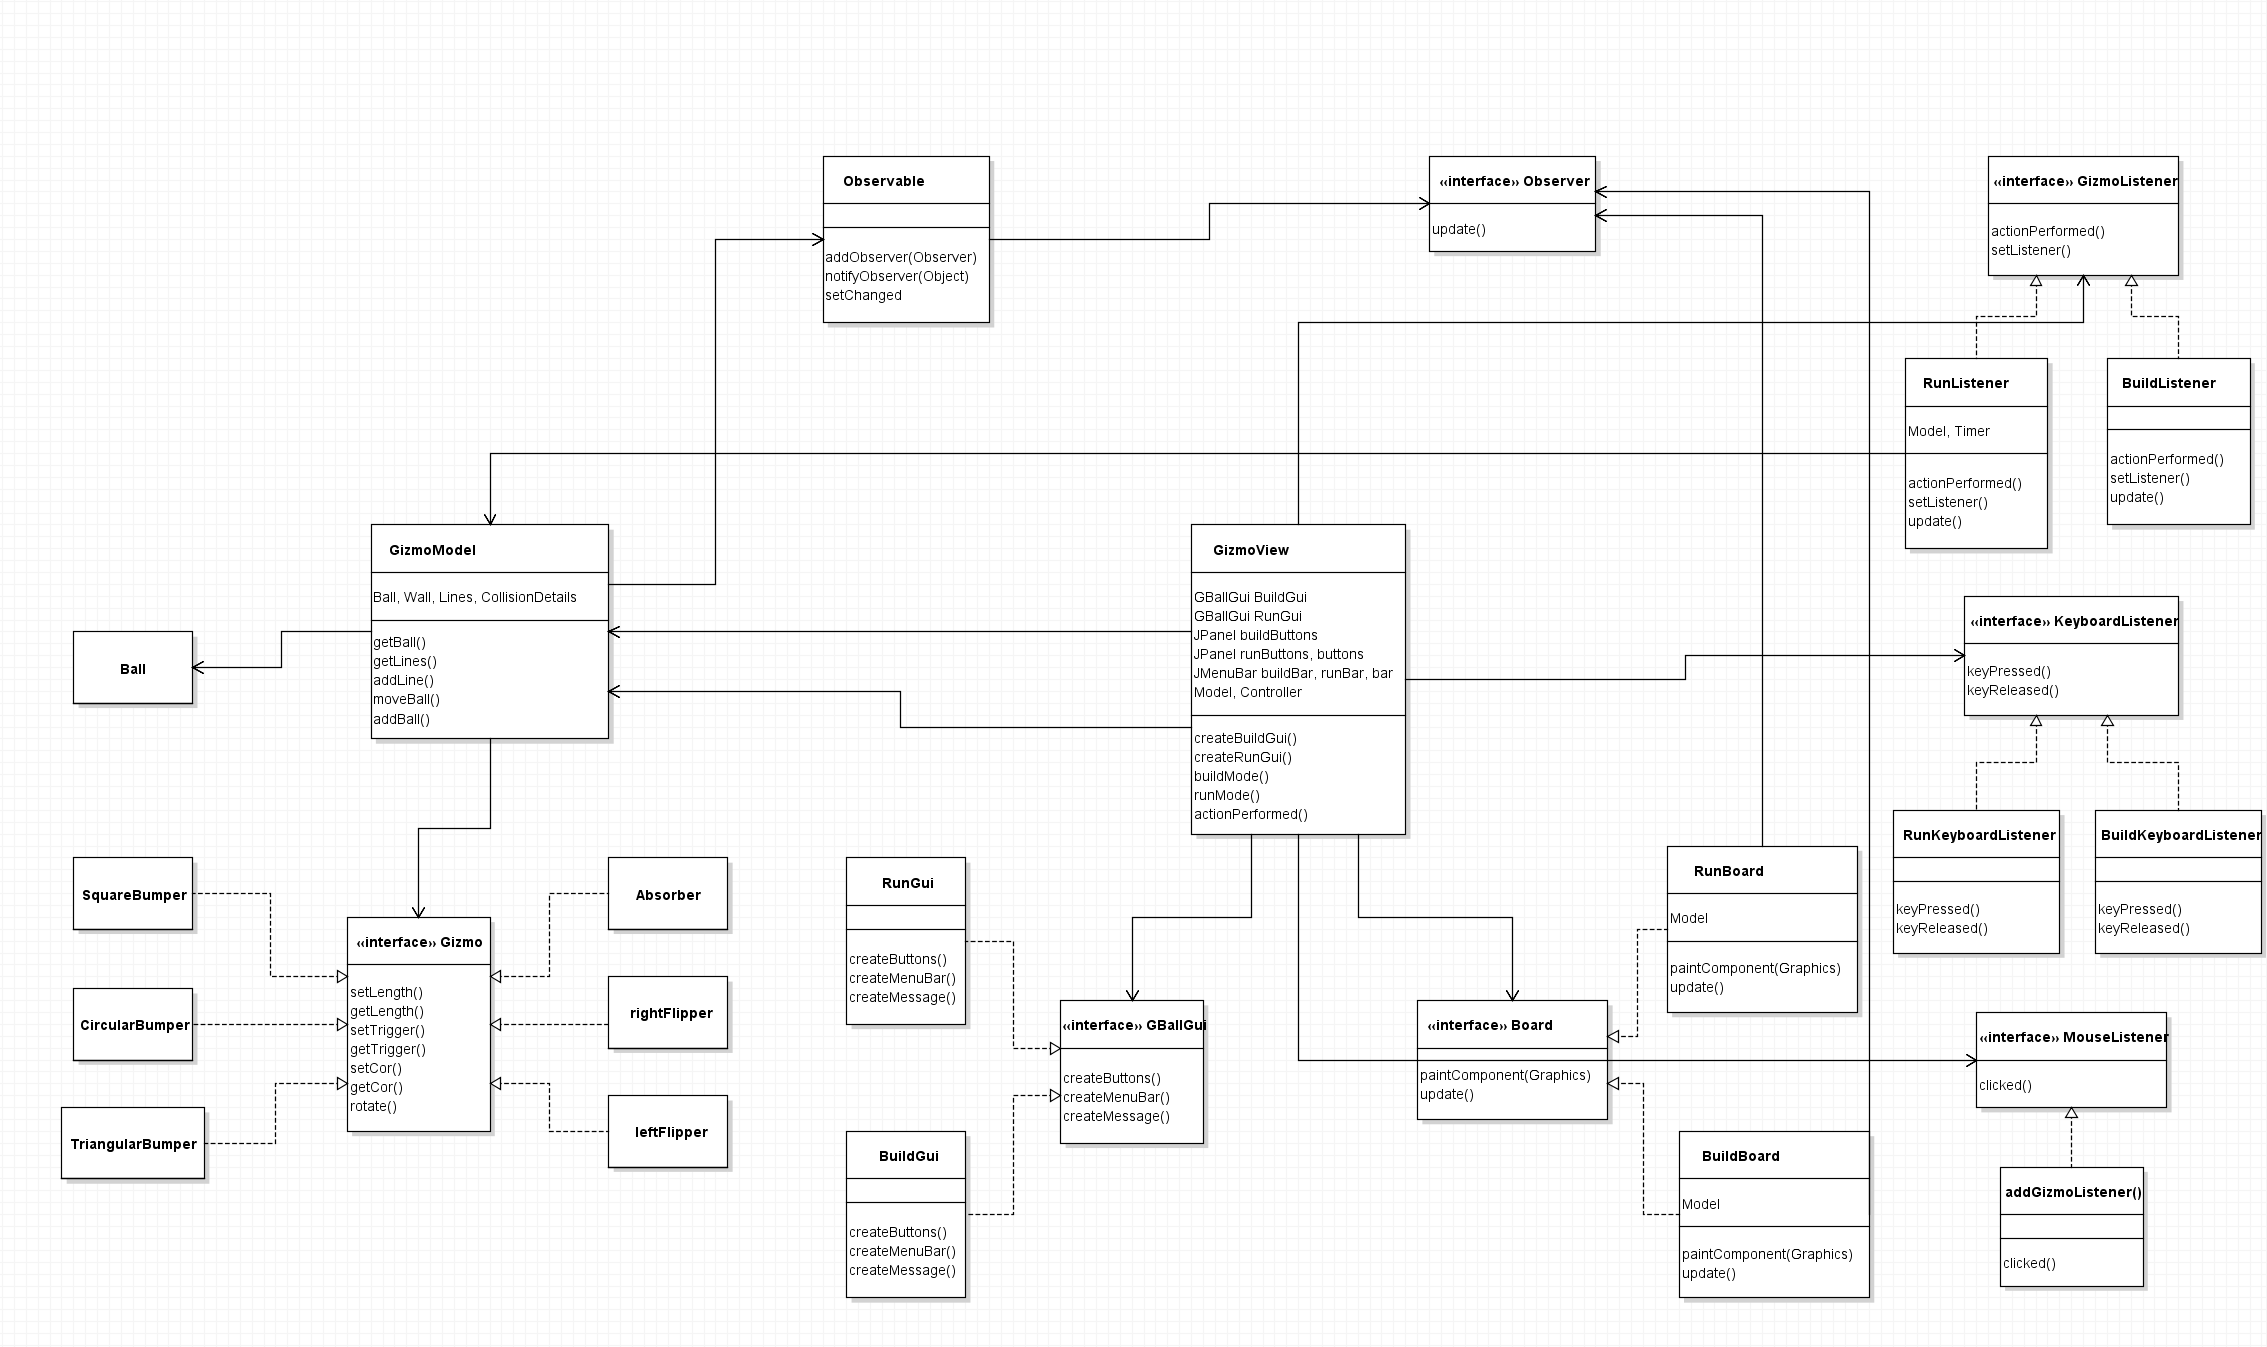 Observable
addObserver(Observer)
notifyObserver(Object)
setChanged
‹‹interface›› Observer
update()
‹‹interface›› GizmoListener
actionPerformed()
setListener()
RunListener
Model, Timer
actionPerformed()
setListener()
update()
BuildListener
actionPerformed()
setListener()
update()
GizmoModel
Ball, Wall, Lines, CollisionDetails
getBall()
getLines()
addLine()
moveBall()
addBall()
GizmoView
GBallGui BuildGui
GBallGui RunGui
JPanel buildButtons
JPanel runButtons, buttons
JMenuBar buildBar, runBar, bar
Model, Controller
createBuildGui()
createRunGui()
buildMode()
runMode()
actionPerformed()
‹‹interface›› KeyboardListener
keyPressed()
keyReleased()
Ball
RunKeyboardListener
keyPressed()
keyReleased()
BuildKeyboardListener
keyPressed()
keyReleased()
SquareBumper
CircularBumper
TriangularBumper
‹‹interface›› Gizmo
setLength()
getLength()
setTrigger()
getTrigger()
setCor()
getCor()
rotate()
Absorber
rightFlipper
leftFlipper
RunGui
createButtons()
createMenuBar()
createMessage()
BuildGui
createButtons()
createMenuBar()
createMessage()
‹‹interface›› GBallGui
createButtons()
createMenuBar()
createMessage()
‹‹interface›› Board
paintComponent(Graphics)
update()
RunBoard
Model
paintComponent(Graphics)
update()
BuildBoard
Model
paintComponent(Graphics)
update()
‹‹interface›› MouseListener
clicked()
addGizmoListener()
clicked()